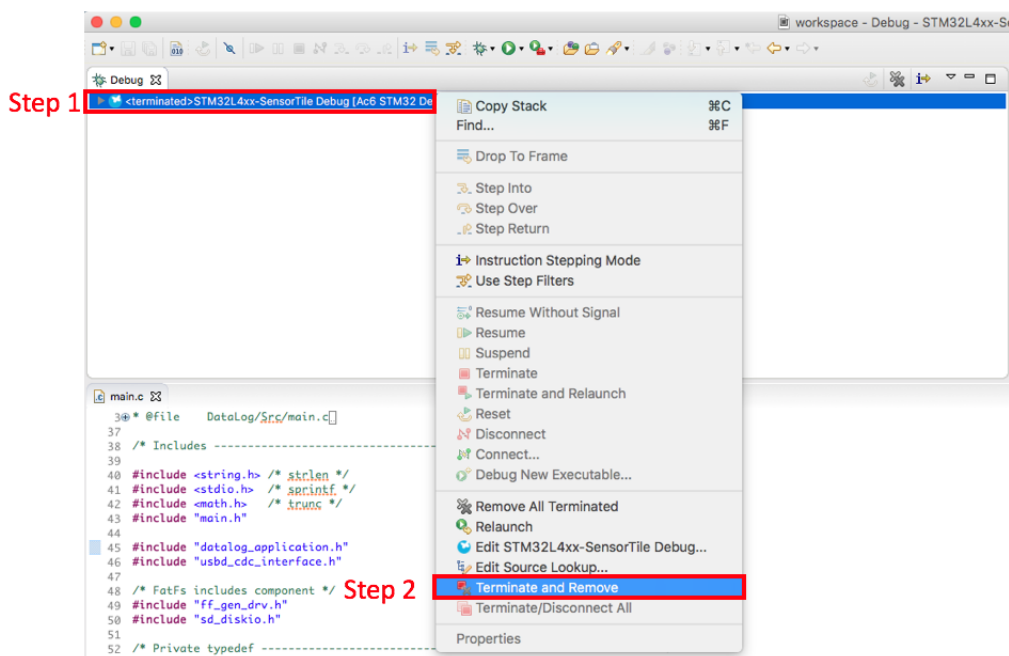 workspace - Debug - STM32L4xx-S
Debug
Step 1
<terminated>STM32L4xx-SensorTile Debug [Ac6 STM32 De
Copy Stack ⌘C
Find... ⌘F
Drop To Frame
Step Into
Step Over
Step Return
Instruction Stepping Mode
Use Step Filters
Resume Without Signal
Resume
Suspend
Terminate
Terminate and Relaunch
Reset
Disconnect
Connect...
Debug New Executable...
Remove All Terminated
Relaunch
Edit STM32L4xx-SensorTile Debug...
Edit Source Lookup...
Step 2
Terminate and Remove
Terminate/Disconnect All
Properties
main.c
3 * @file DataLog/Src/main.c
37
38 /* Includes -------------------------------
39
40 #include <string.h> /* strlen */
41 #include <stdio.h> /* sprintf */
42 #include <math.h> /* trunc */
43 #include "main.h"
44
45 #include "datalog_application.h"
46 #include "usbd_cdc_interface.h"
47
48 /* FatFs includes component */
49 #include "ff_gen_drv.h"
50 #include "sd_diskio.h"
51
52 /* Private typedef ------------------------